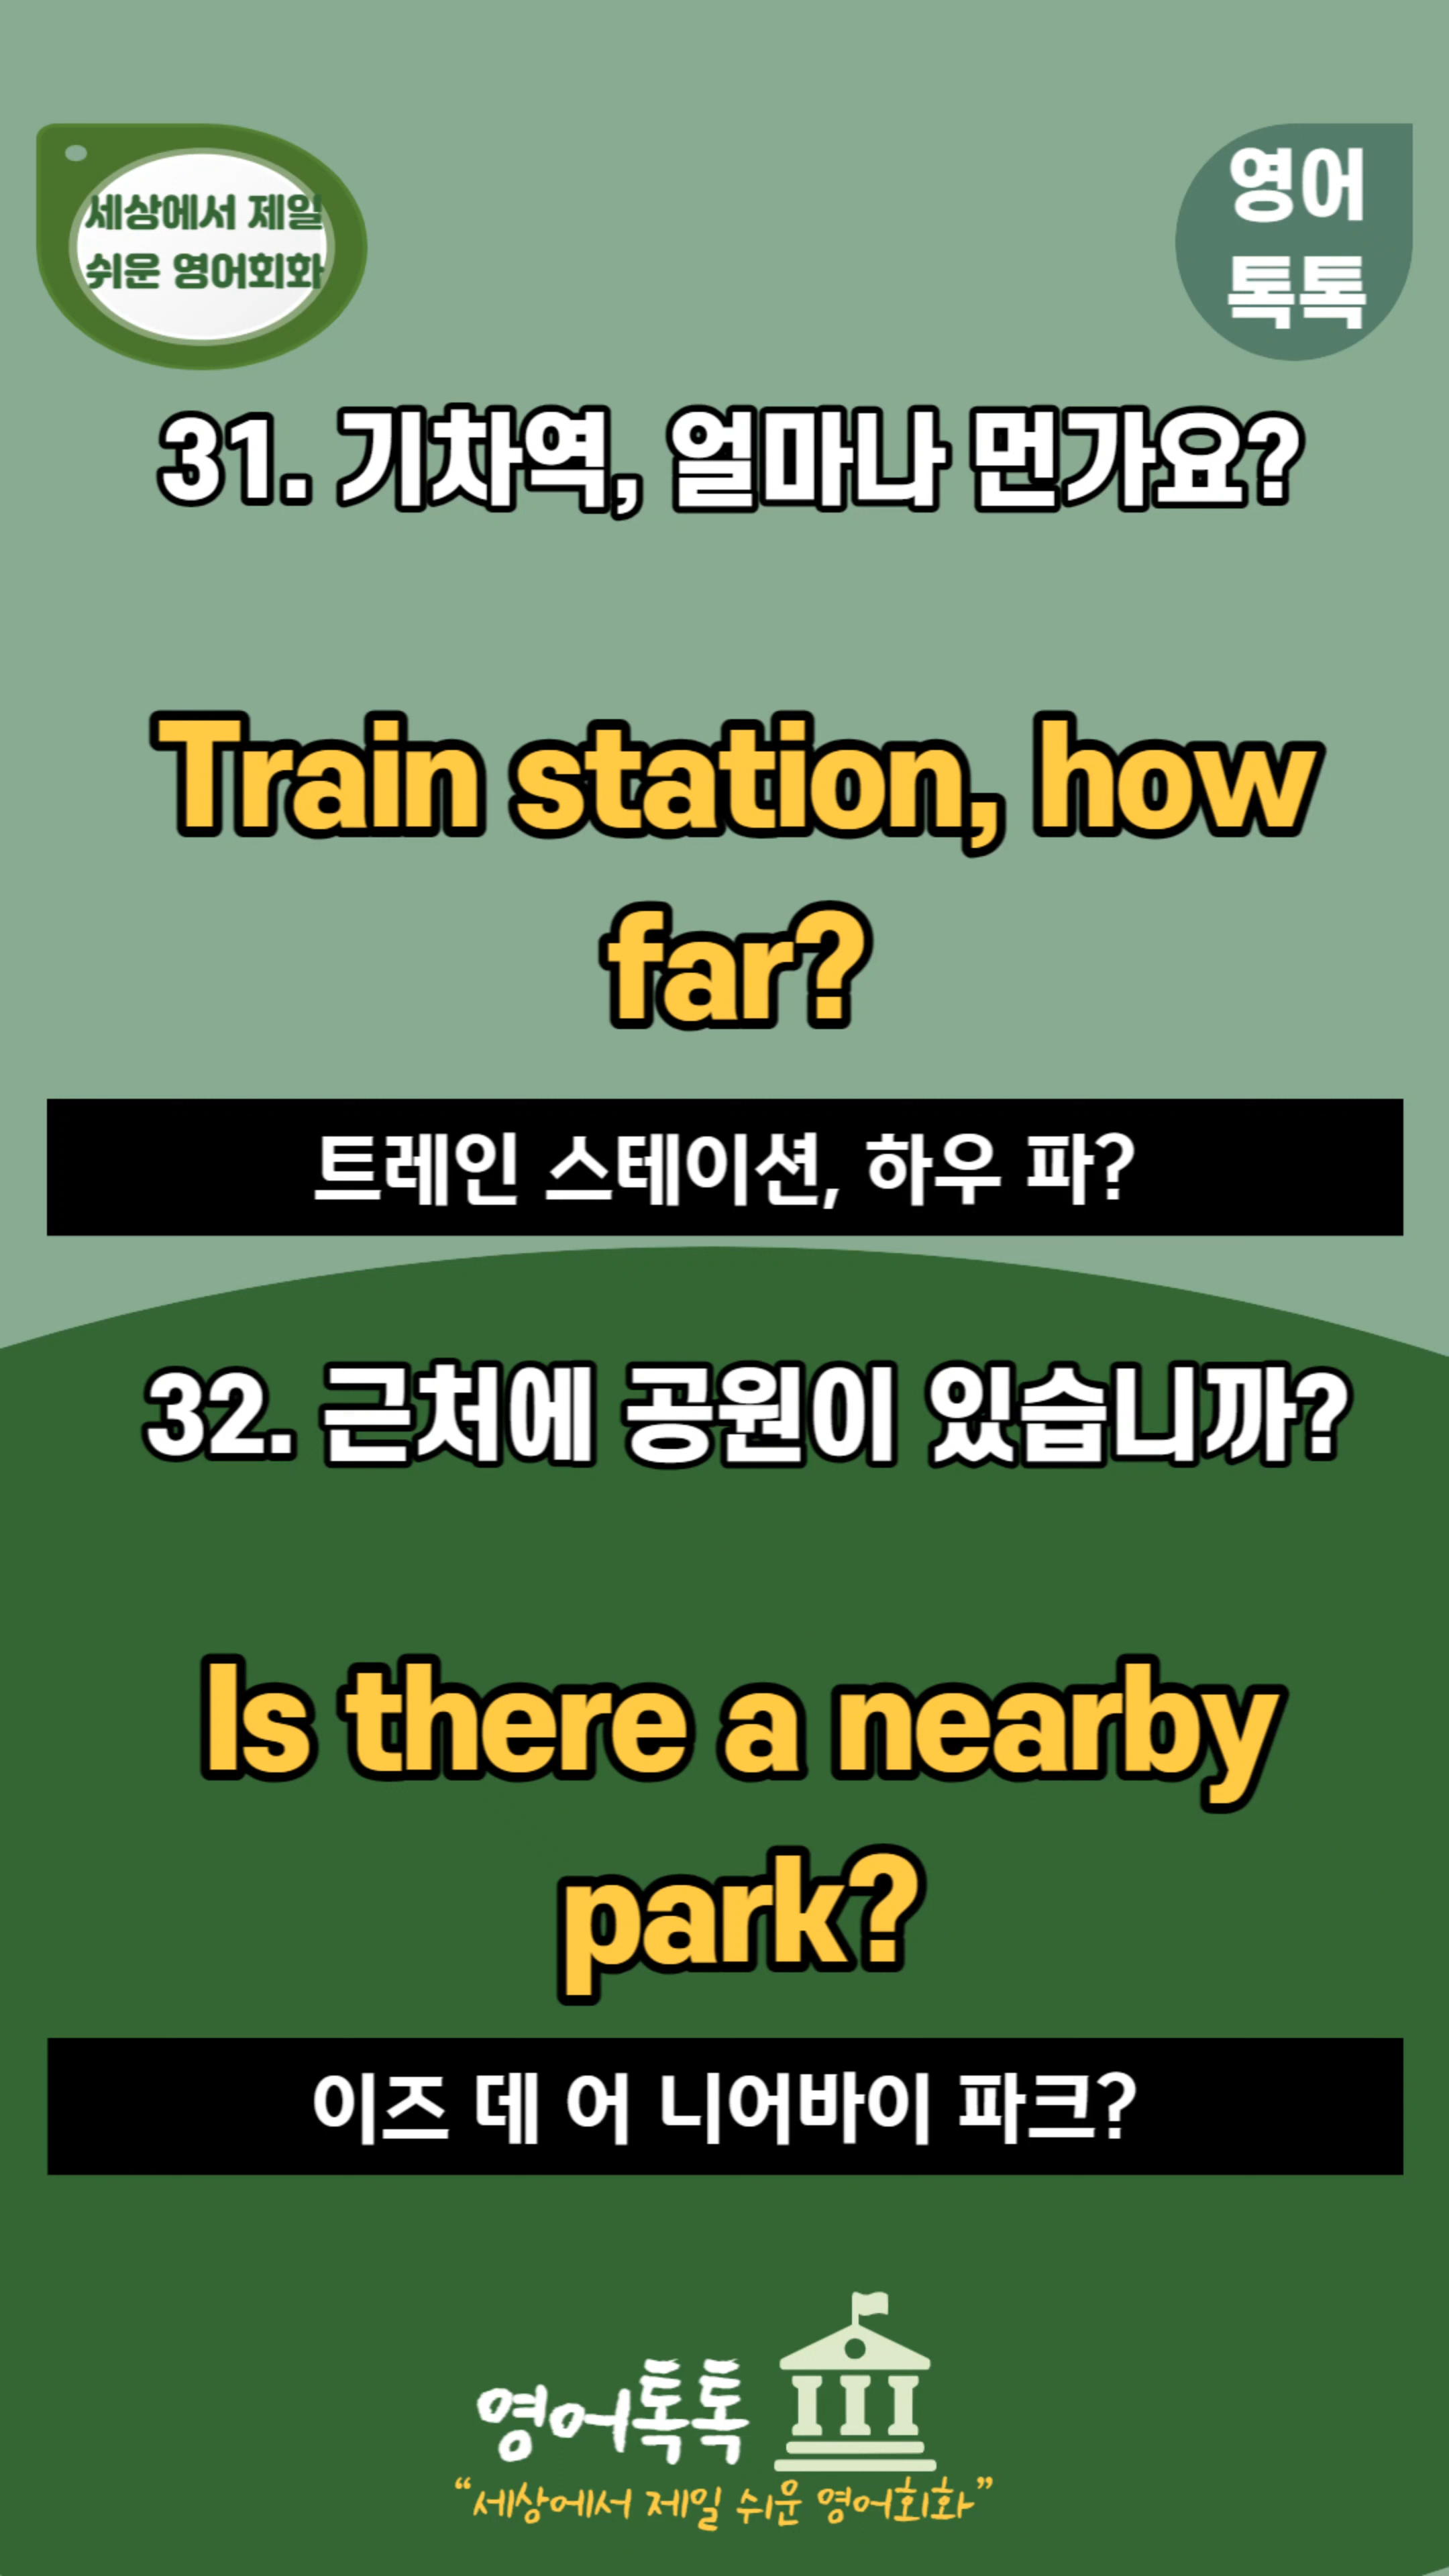 세상에서 제일
쉬운 영어회화
영어
톡톡
31. 기차역, 얼마나 먼가요?
Train station, how
far?
트레인 스테이션, 하우 파?
32. 근처에 공원이 있습니까?
Is there a nearby
park?
이즈 데 어 니어바이 파크?
영어톡톡
“세상에서 제일 쉬운 영어회화”